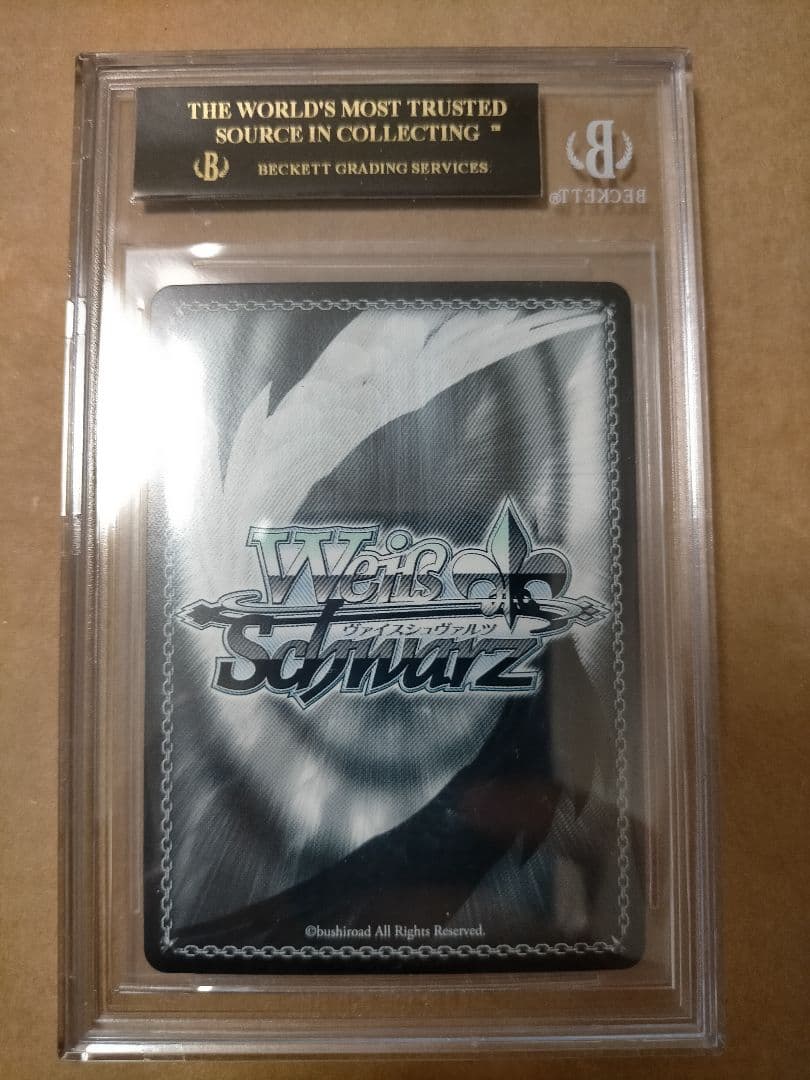 THE WORLD'S MOST TRUSTED
SOURCE IN COLLECTING ™
B
BECKETT GRADING SERVICES
B
BECKETT®
Weiß
ヴァイスシュヴァルツ
Schwarz
©bushiroad All Rights Reserved.